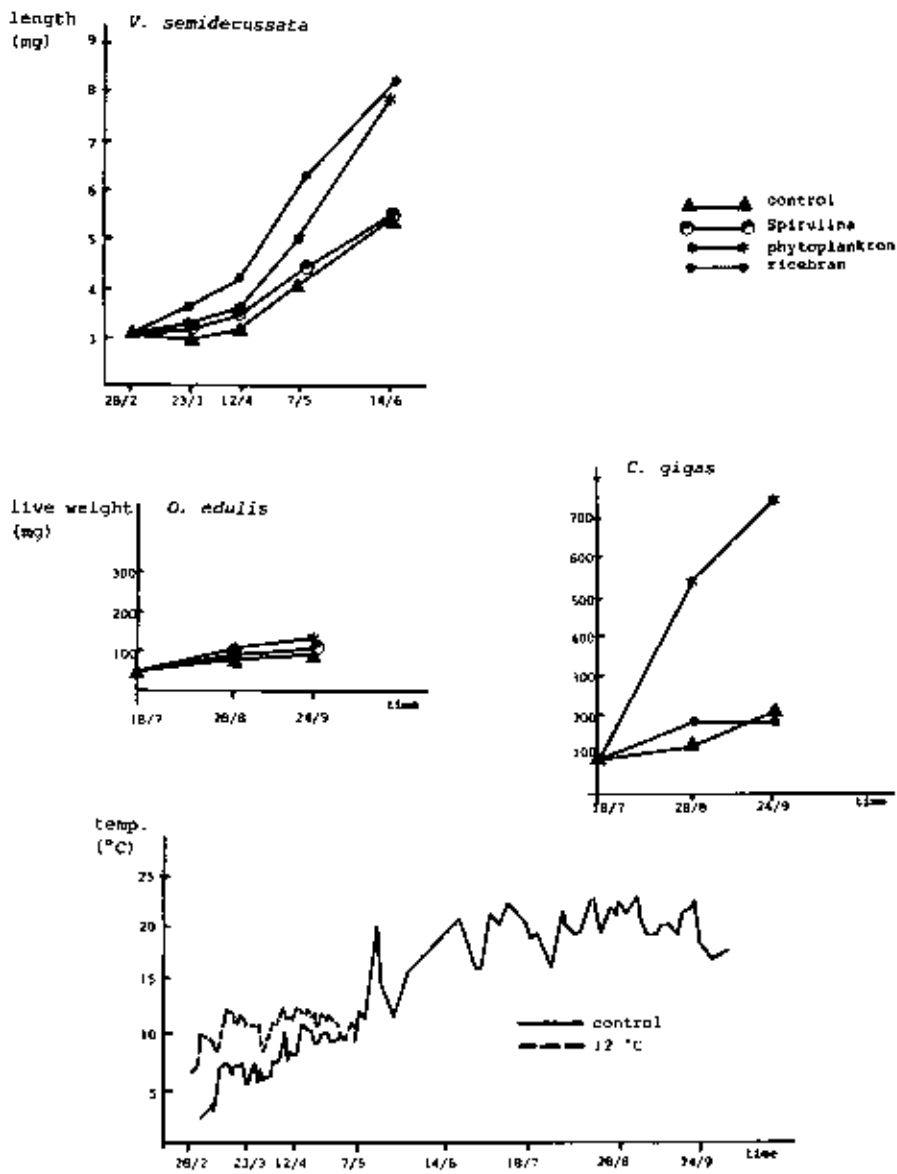 length
(mg)
V. semidecussata
9
8
7
6
5
4
3
28/2
23/3
12/4
7/5
14/6
control
Spirulina
phytoplankton
ricebran
live weight
(mg)
O. edulis
300
200
100
18/7
28/8
24/9
time
C. gigas
700
600
500
400
300
200
100
18/7
28/8
24/9
time
temp.
(°C)
25
20
15
10
5
control
12 °C
28/2
23/3
12/4
7/5
14/6
18/7
28/8
24/9
time